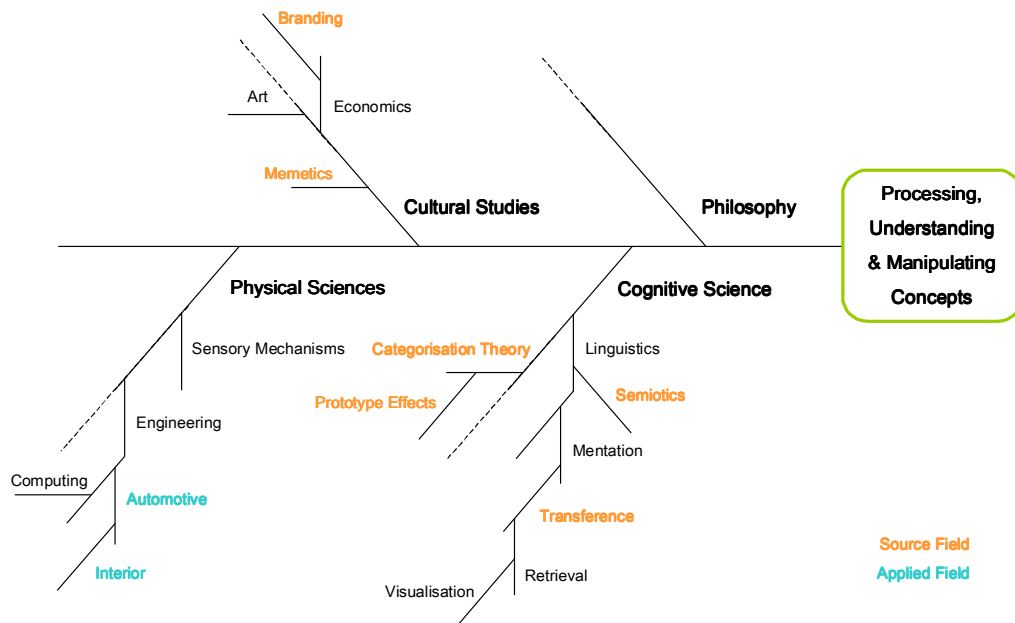 Branding
Art
Economics
Memetics
Cultural Studies
Philosophy
Processing,
Understanding
& Manipulating
Concepts
Physical Sciences
Cognitive Science
Sensory Mechanisms
Categorisation Theory
Linguistics
Prototype Effects
Semiotics
Engineering
Mentation
Computing
Automotive
Transference
Source Field
Interior
Applied Field
Visualisation
Retrieval